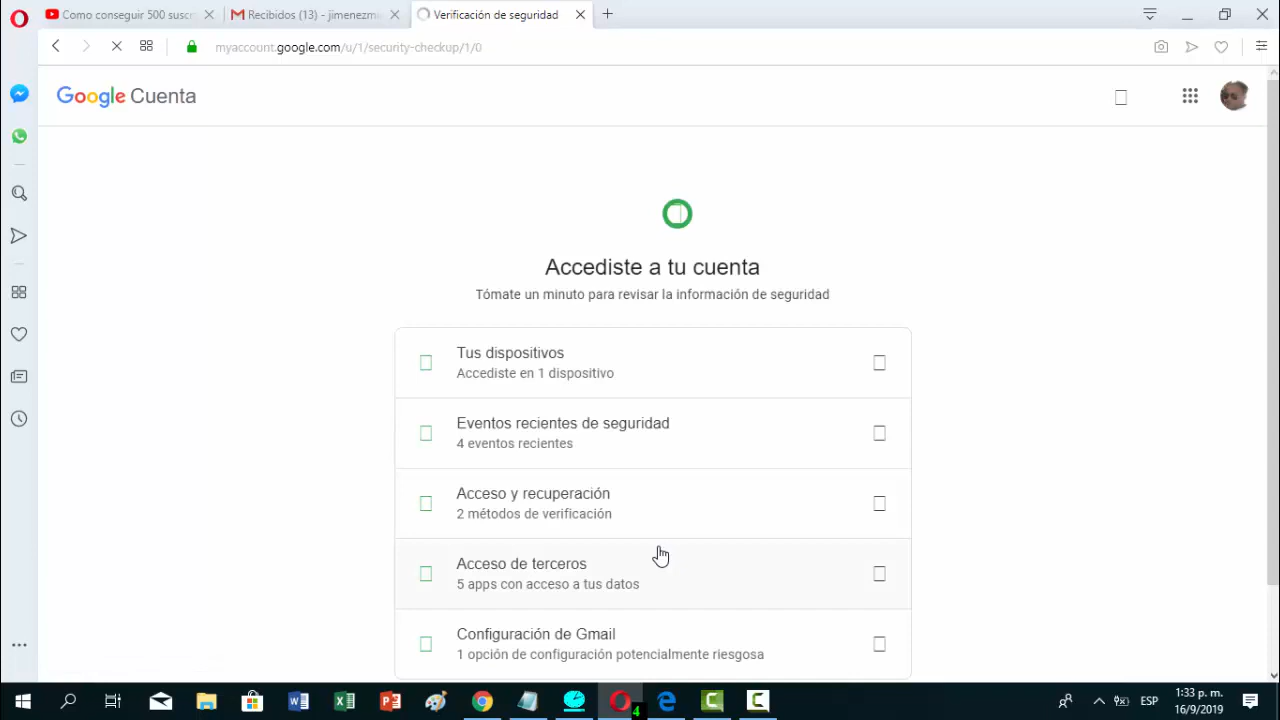 Como conseguir 500 suscr
Recibidos (13) - jimenezmi
Verificación de seguridad
myaccount.google.com/u/1/security-checkup/1/0
Google Cuenta
Accediste a tu cuenta
Tómate un minuto para revisar la información de seguridad
Tus dispositivos
Accediste en 1 dispositivo
Eventos recientes de seguridad
4 eventos recientes
Acceso y recuperación
2 métodos de verificación
Acceso de terceros
5 apps con acceso a tus datos
Configuración de Gmail
1 opción de configuración potencialmente riesgosa
4
ESP
1:33 p. m.
16/9/2019